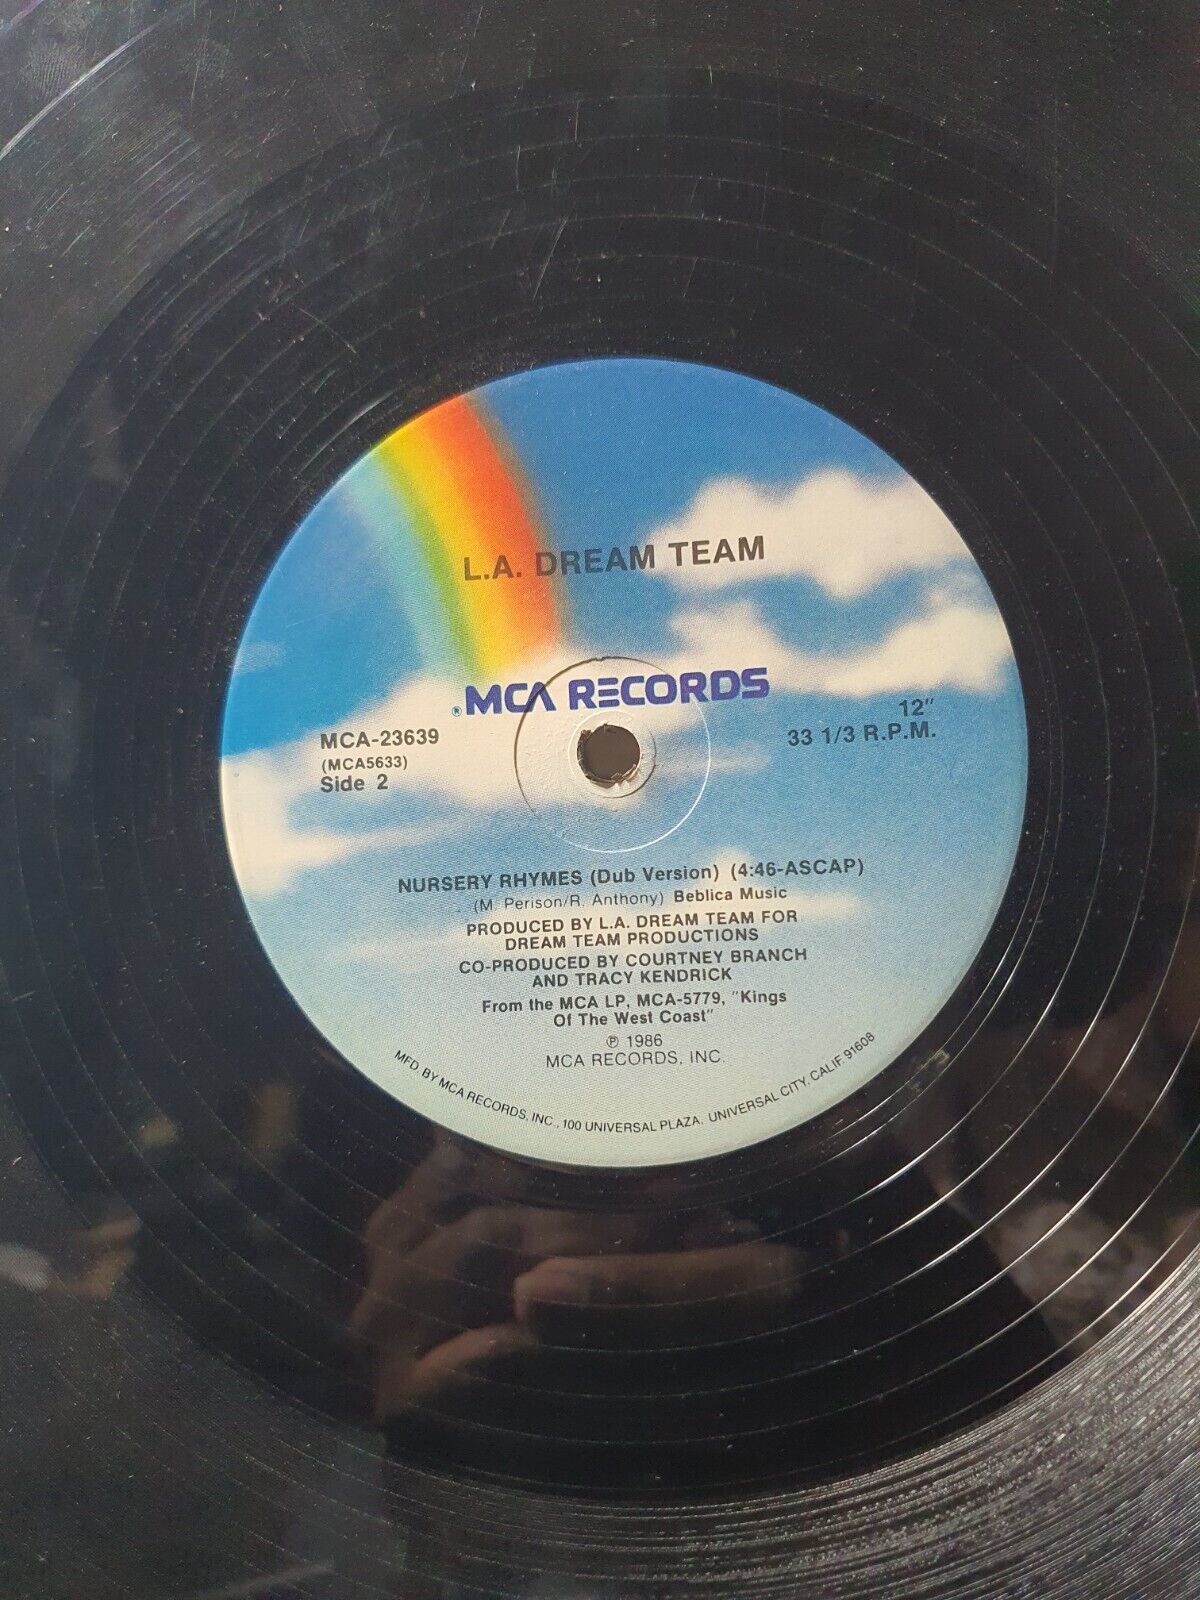 L.A. DREAM TEAM
® MCA RECORDS
MCA-23639
(MCA5633)
Side 2
12"
33 1/3 R.P.M.
NURSERY RHYMES (Dub Version) (4:46-ASCAP)
(M. Perison/R. Anthony) Beblica Music
PRODUCED BY L.A. DREAM TEAM FOR
DREAM TEAM PRODUCTIONS
CO-PRODUCED BY COURTNEY BRANCH
AND TRACY KENDRICK
From the MCA LP, MCA-5779, "Kings
Of The West Coast"
℗ 1986
MCA RECORDS, INC.
MFD. BY MCA RECORDS, INC., 100 UNIVERSAL PLAZA, UNIVERSAL CITY, CALIF. 91608